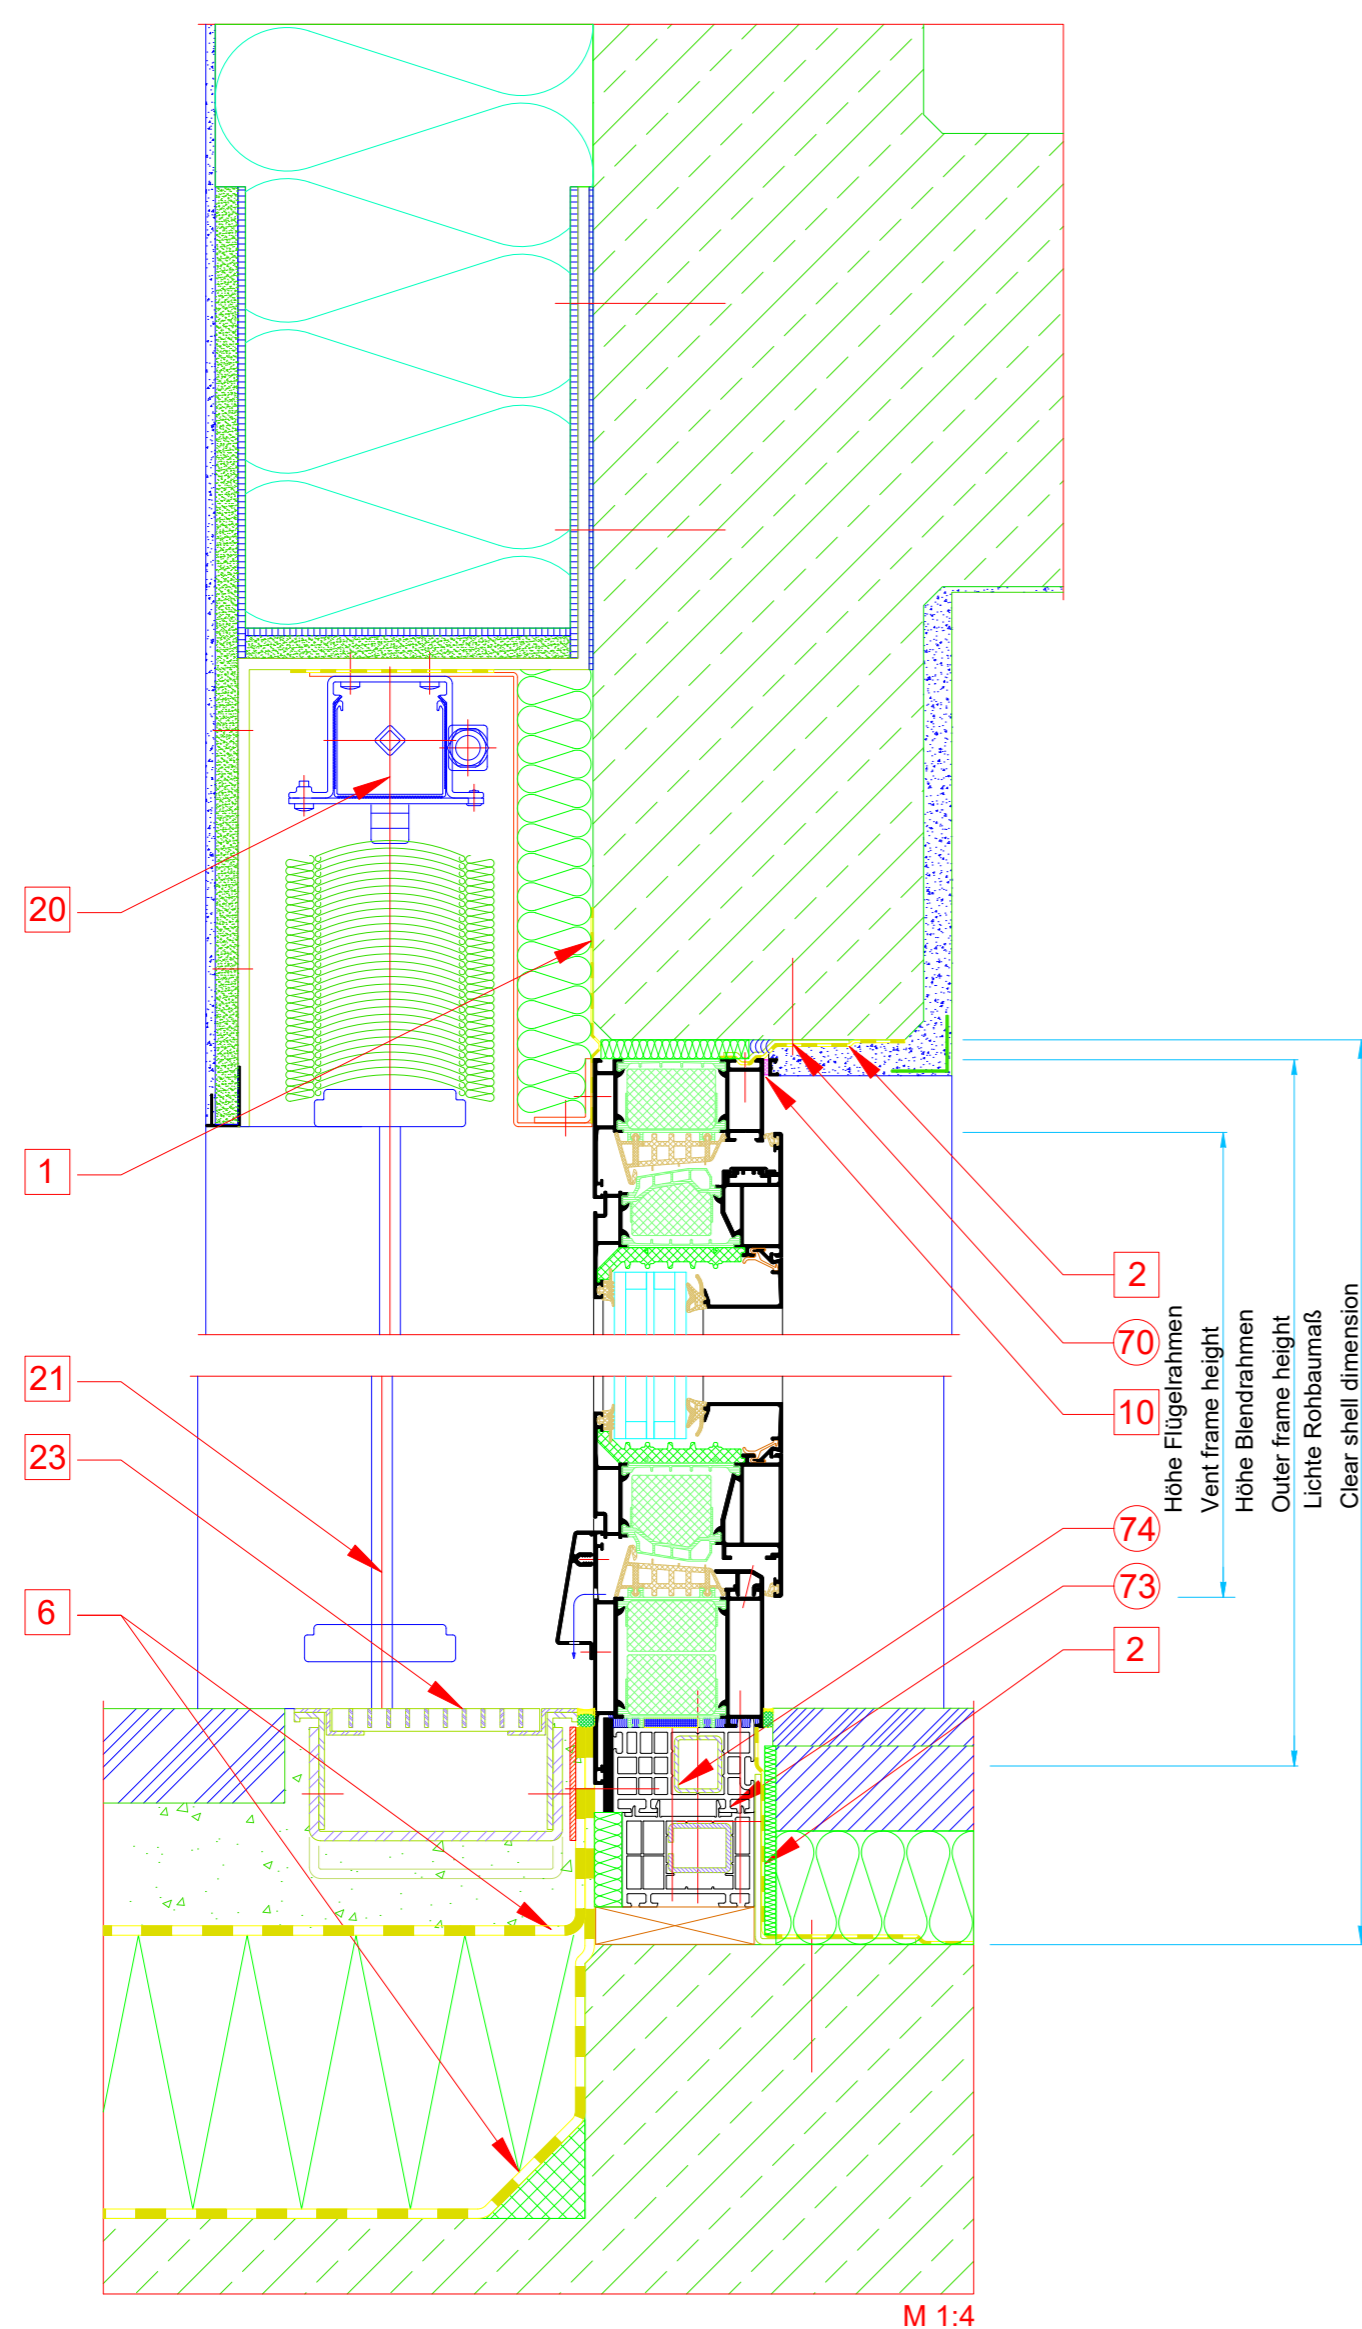 20
1
2
70
10
21
23
6
74
73
2
Höhe Flügelrahmen
Vent frame height
Höhe Blendrahmen
Outer frame height
Lichte Rohbaumaß
Clear shell dimension
M 1:4